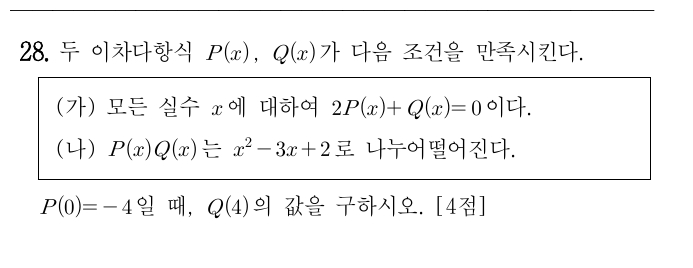 28. 두 이차다항식 P(x), Q(x)가 다음 조건을 만족시킨다.
(가) 모든 실수 x에 대하여 2P(x)+Q(x)=0이다.
(나) P(x)Q(x)는 x²-3x+2로 나누어떨어진다.
P(0)=-4일 때, Q(4)의 값을 구하시오. [4점]